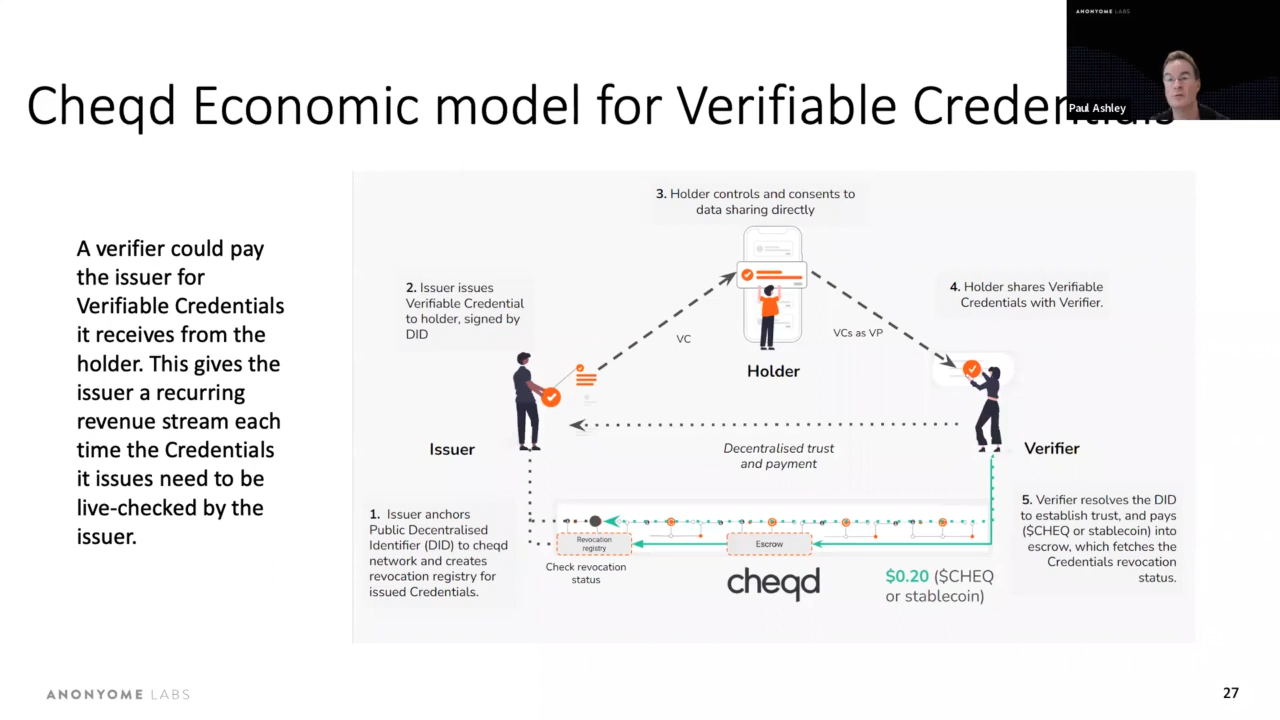 ANONYOME LABS
Paul Ashley
Cheqd Economic model for Verifiable Credentials
A verifier could pay
the issuer for
Verifiable Credentials
it receives from the
holder. This gives the
issuer a recurring
revenue stream each
time the Credentials
it issues need to be
live-checked by the
issuer.
3. Holder controls and consents to
data sharing directly
2. Issuer issues
Verifiable Credential
to holder, signed by
DID
4. Holder shares Verifiable
Credentials with Verifier.
VC
VCs as VP
Holder
Issuer
Decentralised trust
and payment
Verifier
1. Issuer anchors
Public Decentralised
Identifier (DID) to cheqd
network and creates
revocation registry for
issued Credentials.
Revocation
registry
Escrow
Check revocation
status
cheqd
$0.20 ($CHEQ
or stablecoin)
5. Verifier resolves the DID
to establish trust, and pays
($CHEQ or stablecoin) into
escrow, which fetches the
Credentials revocation
status.
ANONYOME LABS
27